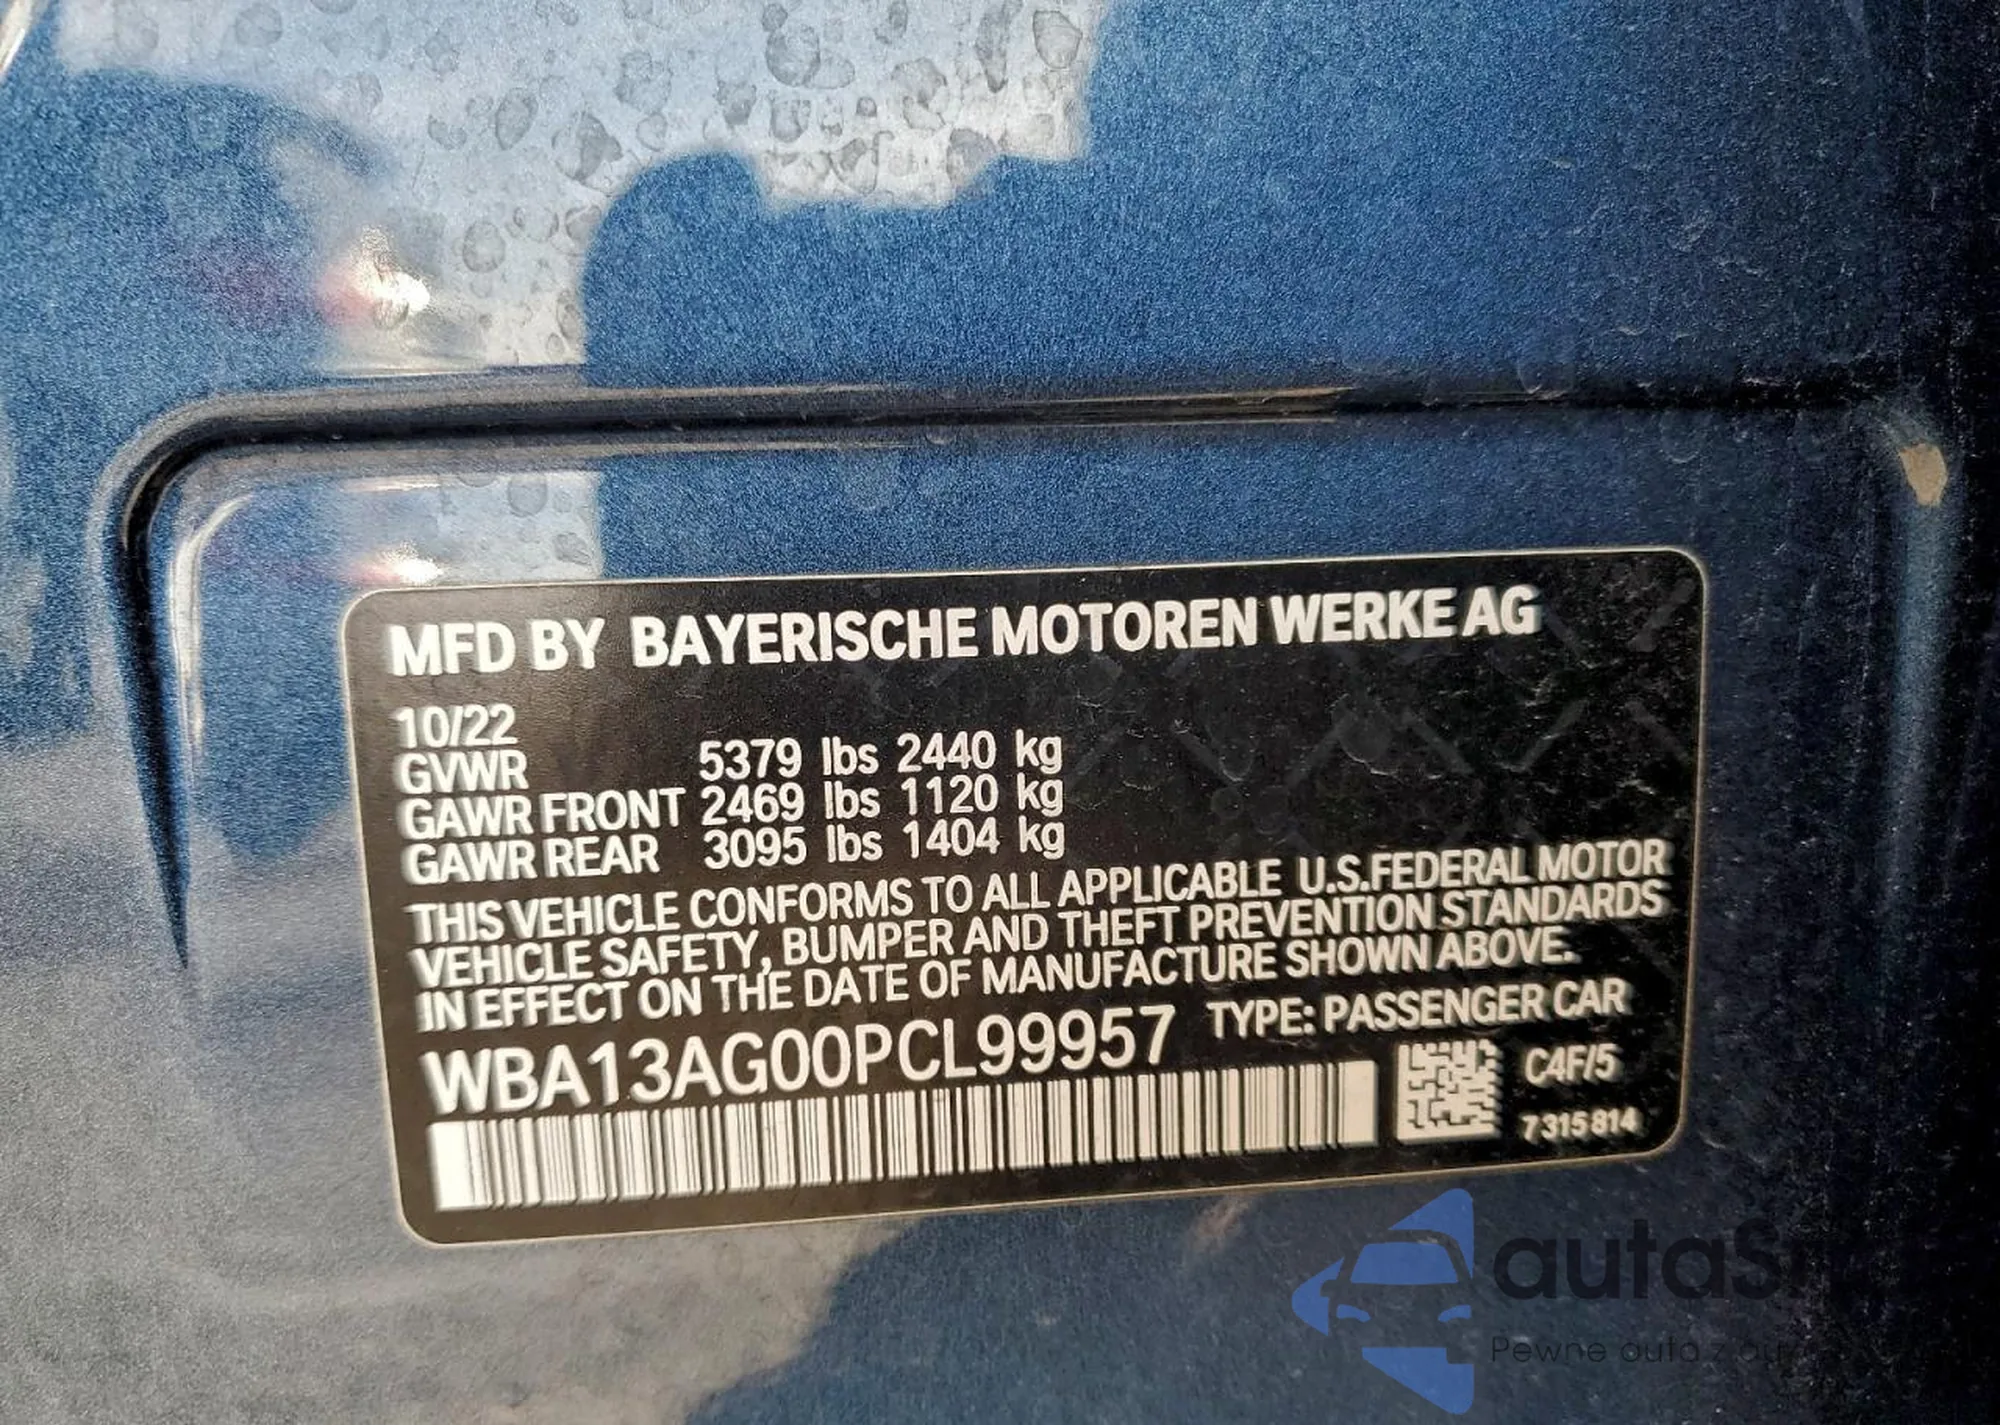 MFD BY BAYERISCHE MOTOREN WERKE AG
10/22
GVWR 5379 lbs 2440 kg
GAWR FRONT 2469 lbs 1120 kg
GAWR REAR 3095 lbs 1404 kg
THIS VEHICLE CONFORMS TO ALL APPLICABLE U.S.FEDERAL MOTOR
VEHICLE SAFETY, BUMPER AND THEFT PREVENTION STANDARDS
IN EFFECT ON THE DATE OF MANUFACTURE SHOWN ABOVE.
WBA13AG00PCL99957 TYPE: PASSENGER CAR
C4F/5
7315814
Pewne auta z